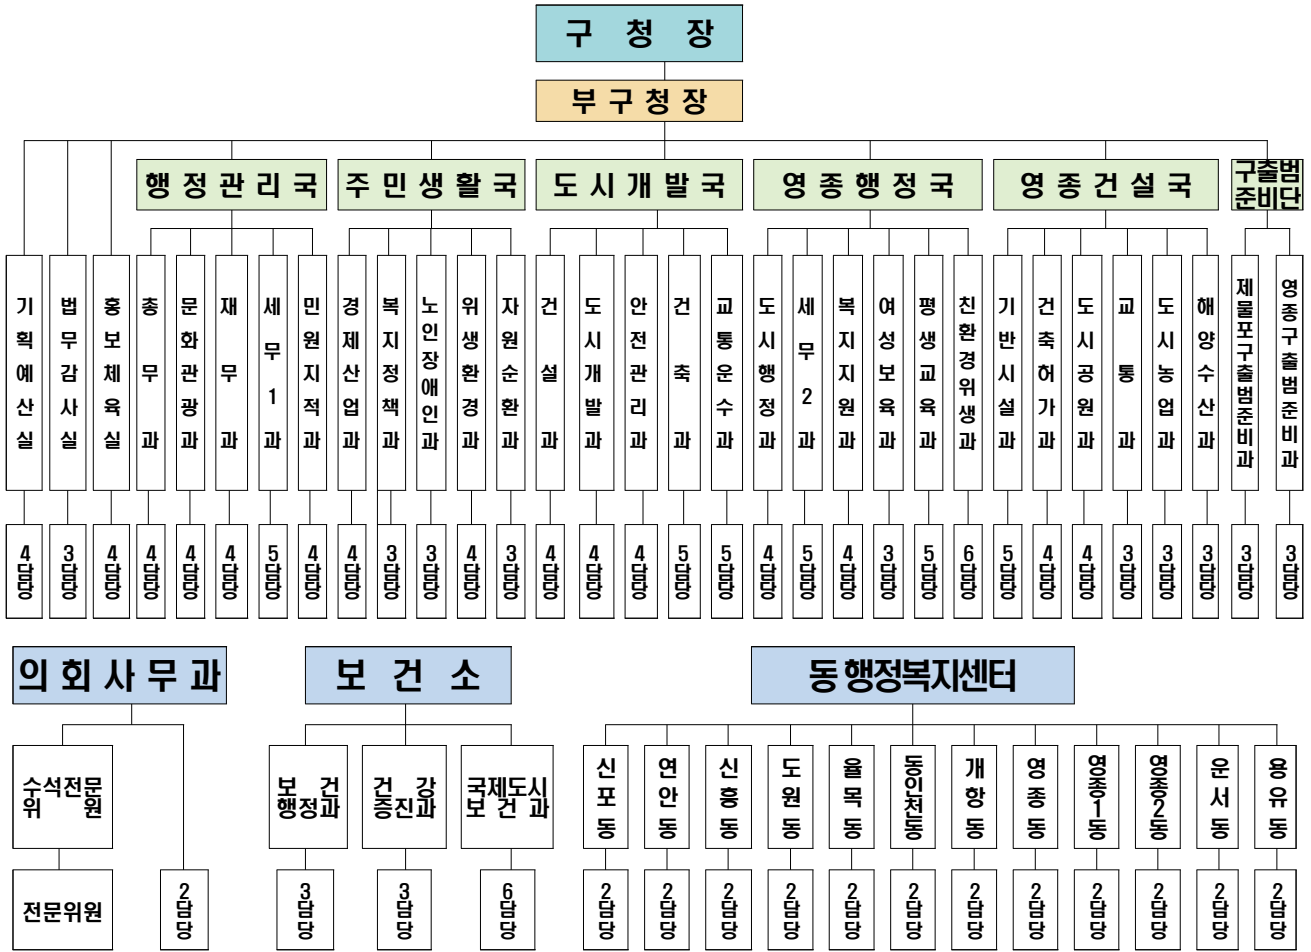 구 청 장
부 구 청 장
행 정 관 리 국
주 민 생 활 국
도 시 개 발 국
영 종 행 정 국
영 종 건 설 국
구출범
준비단
기획예산실
법무감사실
홍보체육실
총무과
문화관광과
재무과
세무1과
민원지적과
경제산업과
복지정책과
노인장애인과
위생환경과
자원순환과
건설과
도시개발과
안전관리과
건축과
교통운수과
도시행정과
세무2과
복지지원과
여성보육과
평생교육과
친환경위생과
기반시설과
건축허가과
도시공원과
교통과
도시농업과
해양수산과
제물포구출범준비과
영종구출범준비과
4담당
3담당
4담당
4담당
4담당
4담당
5담당
4담당
4담당
3담당
3담당
4담당
3담당
4담당
4담당
4담당
5담당
5담당
4담당
5담당
4담당
3담당
5담당
6담당
5담당
4담당
4담당
3담당
3담당
3담당
3담당
3담당
의 회 사 무 과
보 건 소
동 행정복지센터
수석전문
위 원
보 건
행정과
건 강
증진과
국제도시
보 건 과
신포동
연안동
신흥동
도원동
율목동
동인천동
개항동
영종동
영종1동
영종2동
운서동
용유동
전문위원
2담당
3담당
3담당
6담당
2담당
2담당
2담당
2담당
2담당
2담당
2담당
2담당
2담당
2담당
2담당
2담당